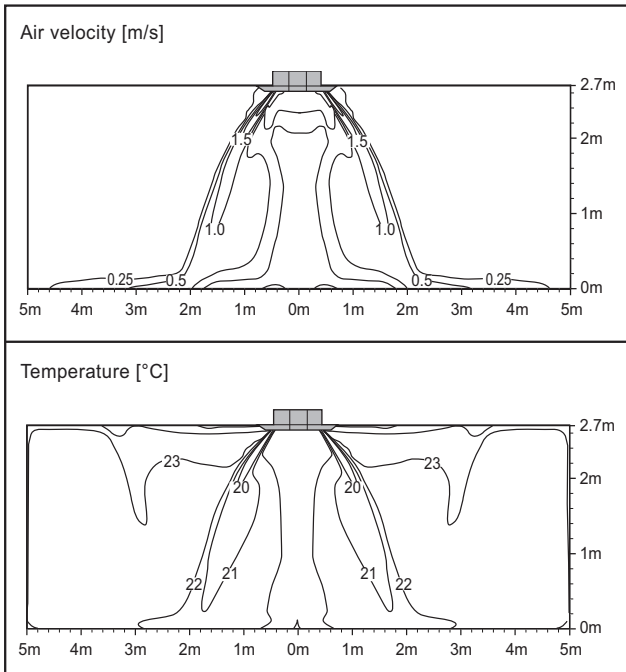 Air velocity [m/s]
2.7m
1.5 1.5 2m
1.0 1.0 1m
0.25 0.5 0.5 0.25 0m
5m 4m 3m 2m 1m 0m 1m 2m 3m 4m 5m
Temperature [°C]
2.7m
23 20 20 23 2m
22 21 21 22 1m
0m
5m 4m 3m 2m 1m 0m 1m 2m 3m 4m 5m